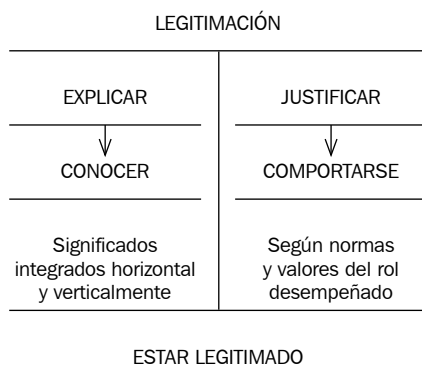 LEGITIMACIÓN
EXPLICAR
JUSTIFICAR
CONOCER
COMPORTARSE
Significados
integrados horizontal
y verticalmente
Según normas
y valores del rol
desempeñado
ESTAR LEGITIMADO